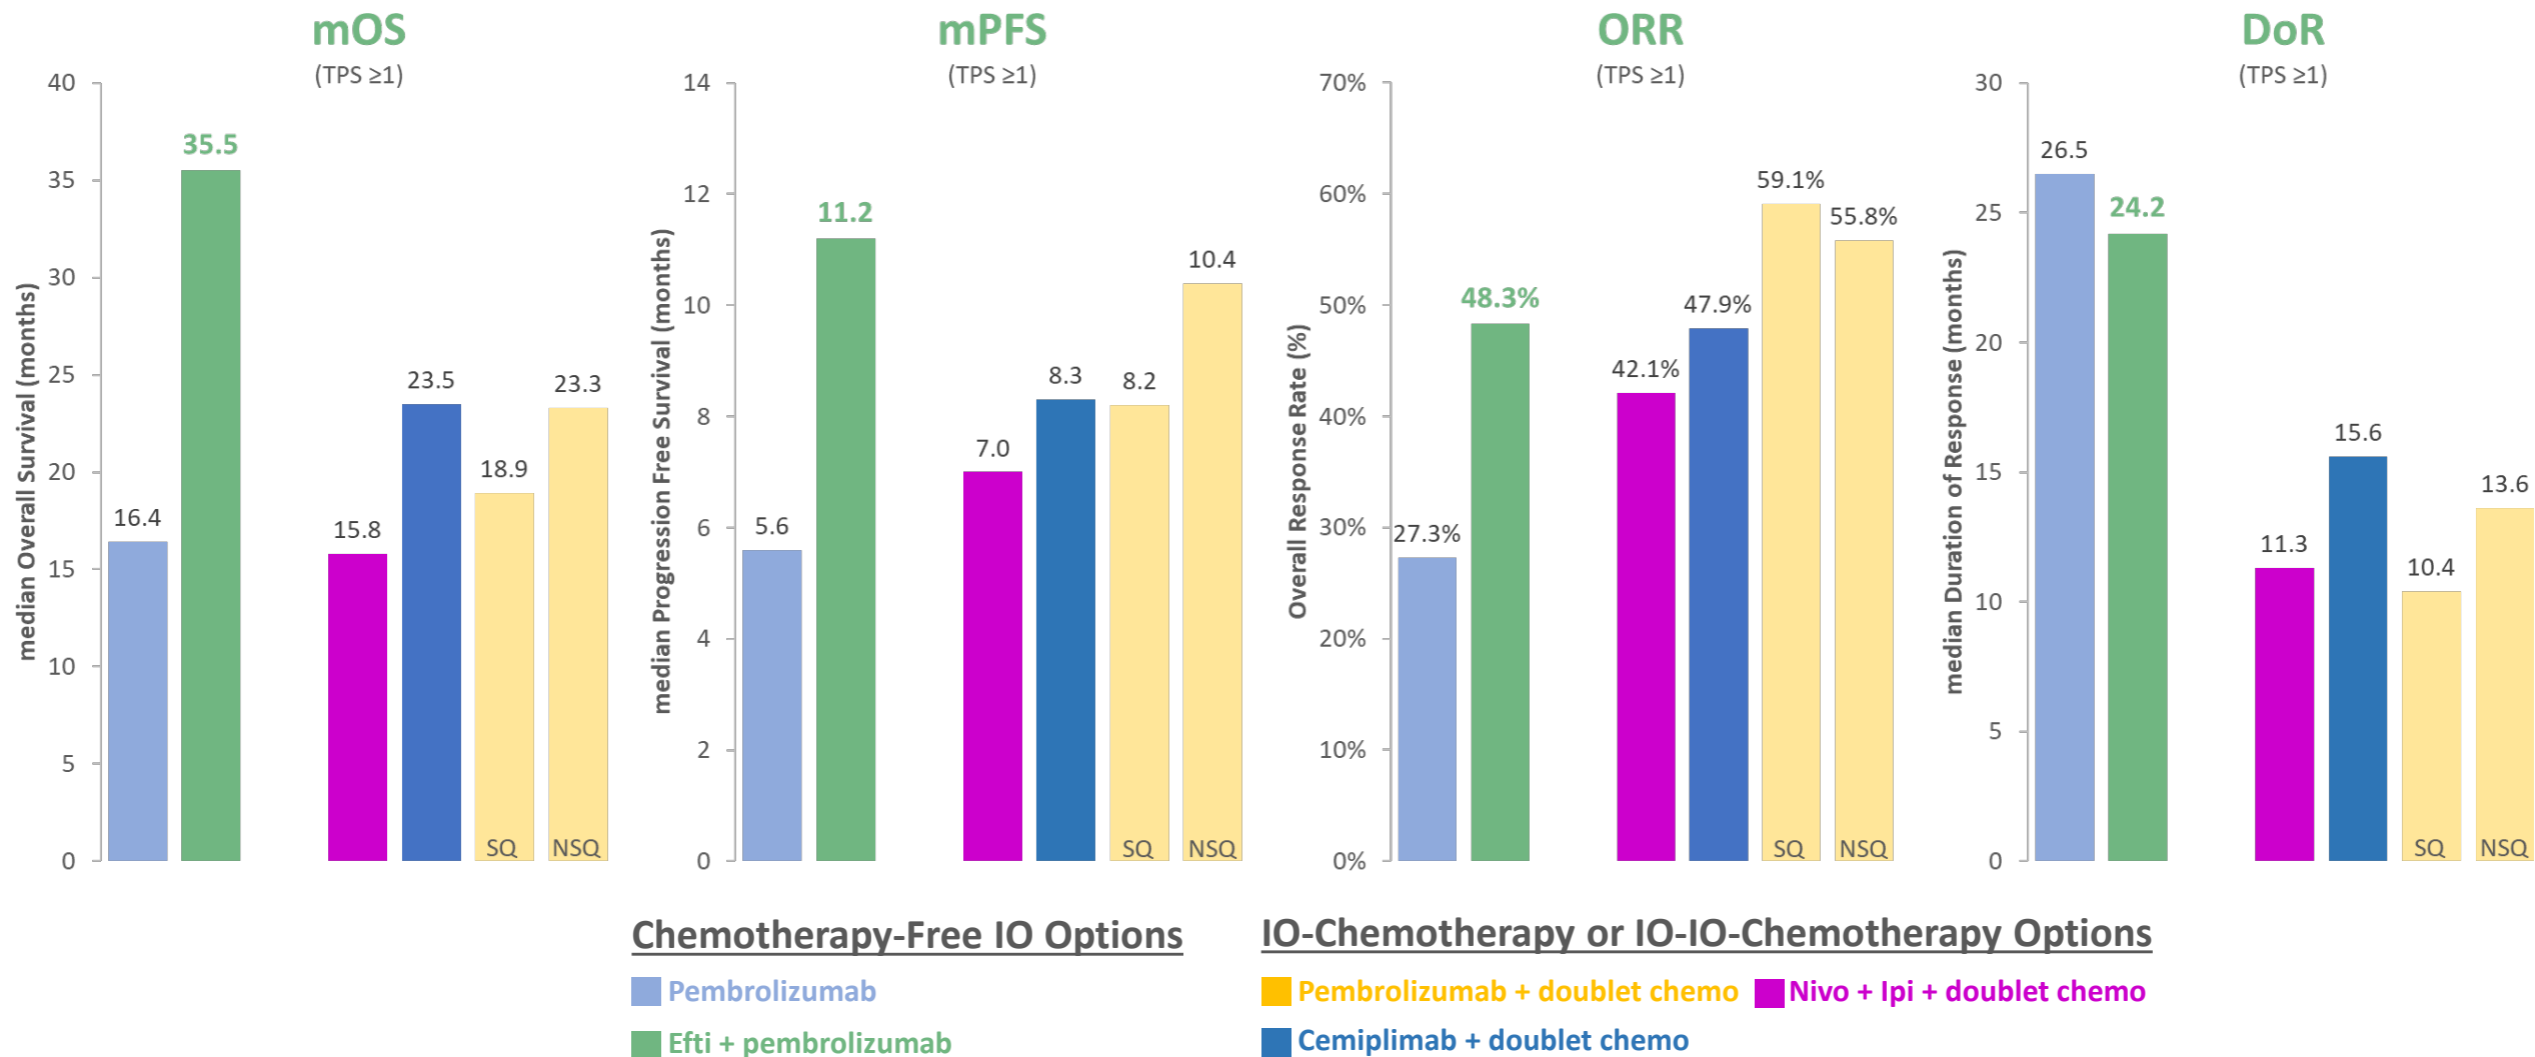 mOS
(TPS ≥1)
median Overall Survival (months)
40
35
30
25
20
15
10
5
0
16.4
35.5
15.8
23.5
18.9
23.3
SQ
NSQ
mPFS
(TPS ≥1)
median Progression Free Survival (months)
14
12
10
8
6
4
2
0
5.6
11.2
7.0
8.3
8.2
10.4
SQ
NSQ
ORR
(TPS ≥1)
Overall Response Rate (%)
70%
60%
50%
40%
30%
20%
10%
0%
27.3%
48.3%
42.1%
47.9%
59.1%
55.8%
SQ
NSQ
DoR
(TPS ≥1)
median Duration of Response (months)
30
25
20
15
10
5
0
26.5
24.2
11.3
15.6
10.4
13.6
SQ
NSQ
Chemotherapy-Free IO Options
Pembrolizumab
Efti + pembrolizumab
IO-Chemotherapy or IO-IO-Chemotherapy Options
Pembrolizumab + doublet chemo
Nivo + Ipi + doublet chemo
Cemiplimab + doublet chemo